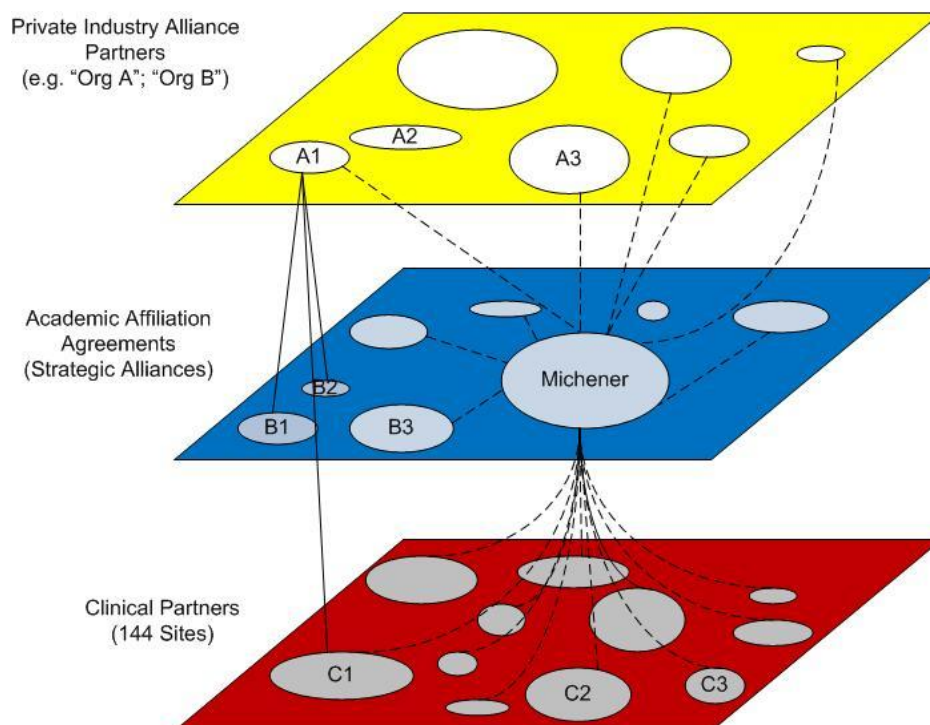 Private Industry Alliance
Partners
(e.g. “Org A”; “Org B”)
A1
A2
A3
Academic Affiliation
Agreements
(Strategic Alliances)
Michener
B2
B1
B3
Clinical Partners
(144 Sites)
C1
C2
C3